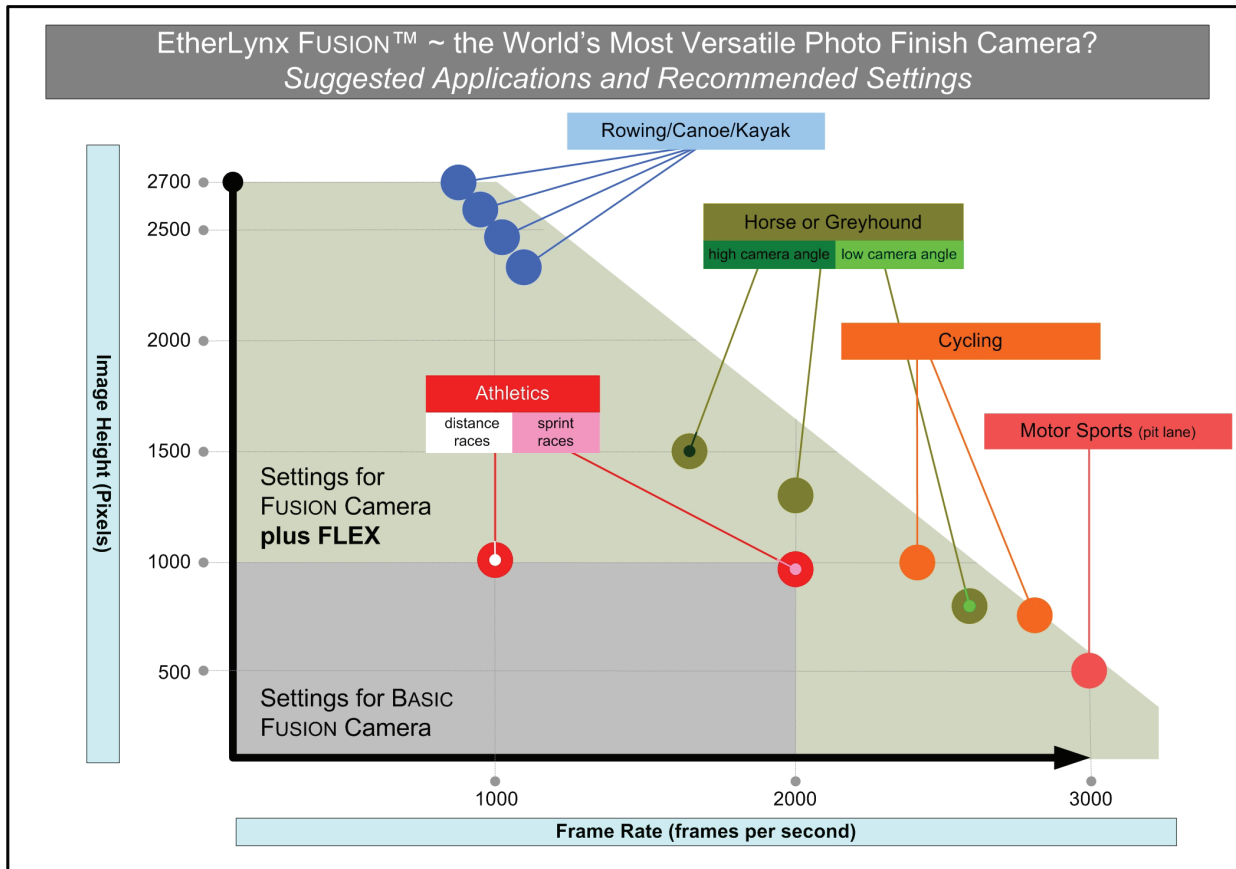 EtherLynx FUSION™ ~ the World's Most Versatile Photo Finish Camera?
Suggested Applications and Recommended Settings
Rowing/Canoe/Kayak
Horse or Greyhound
high camera angle
low camera angle
Cycling
Athletics
distance
races
sprint
races
Motor Sports (pit lane)
Image Height (Pixels)
2700
2500
2000
1500
1000
500
Settings for
FUSION Camera
plus FLEX
Settings for BASIC
FUSION Camera
1000
2000
3000
Frame Rate (frames per second)